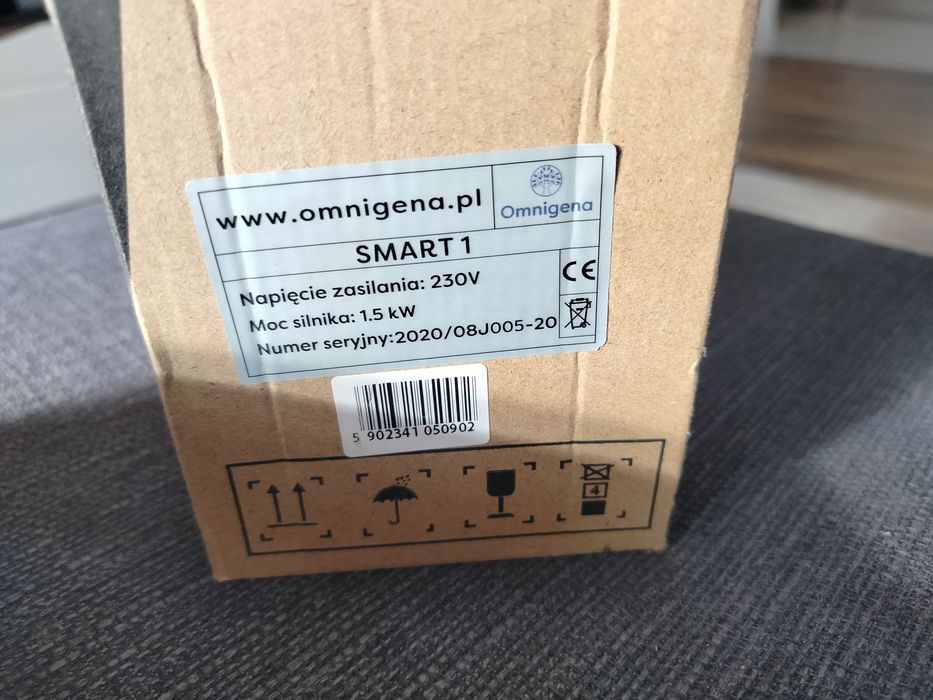 www.omnigena.pl
Omnigena
SMART 1
Napięcie zasilania: 230V
CE
Moc silnika: 1.5 kW
Numer seryjny:2020/08J005-20
5 902341 050902
4